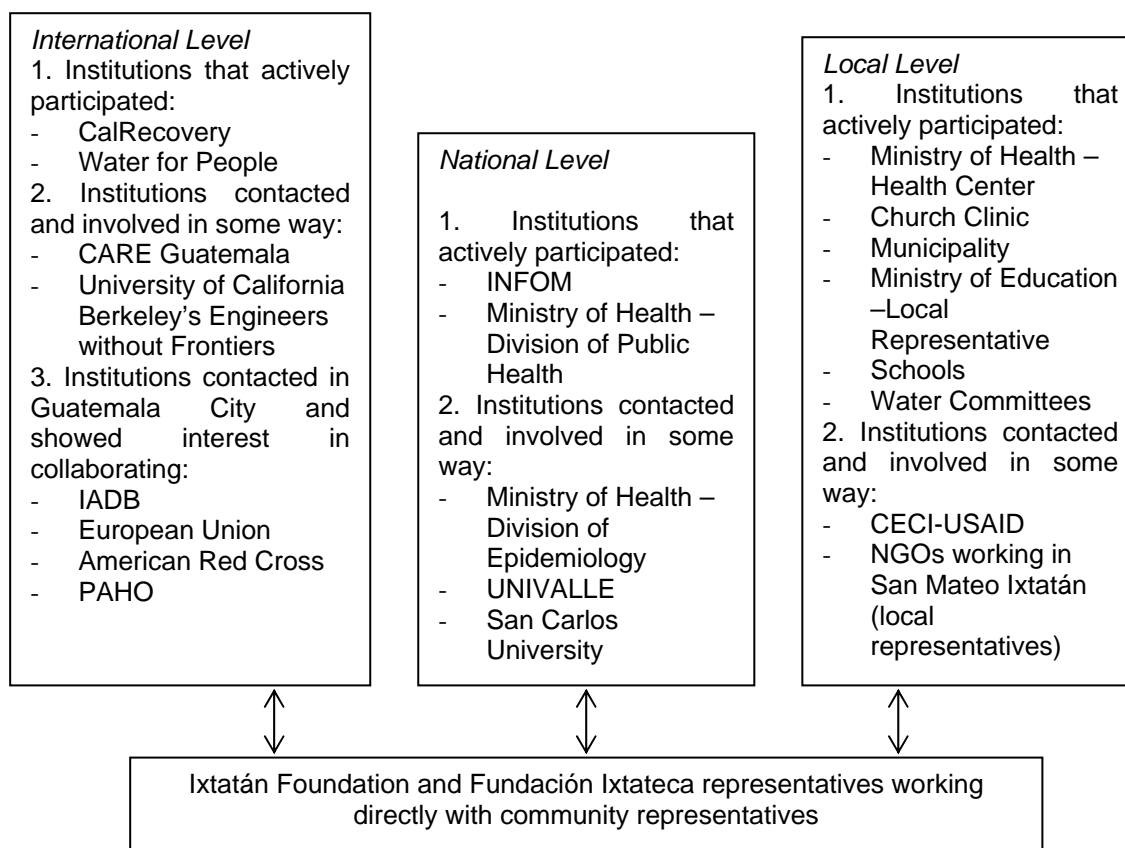 International Level
1. Institutions that actively
participated:
- CalRecovery
- Water for People
2. Institutions contacted
and involved in some way:
- CARE Guatemala
- University of California
Berkeley’s Engineers
without Frontiers
3. Institutions contacted in
Guatemala City and
showed interest in
collaborating:
- IADB
- European Union
- American Red Cross
- PAHO
National Level
1. Institutions that
actively participated:
- INFOM
- Ministry of Health –
Division of Public
Health
2. Institutions contacted
and involved in some
way:
- Ministry of Health –
Division of
Epidemiology
- UNIVALLE
- San Carlos
University
Local Level
1. Institutions that
actively participated:
- Ministry of Health –
Health Center
- Church Clinic
- Municipality
- Ministry of Education
–Local
Representative
- Schools
- Water Committees
2. Institutions contacted
and involved in some
way:
- CECI-USAID
- NGOs working in
San Mateo Ixtatán
(local
representatives)
Ixtatán Foundation and Fundación Ixtateca representatives working
directly with community representatives